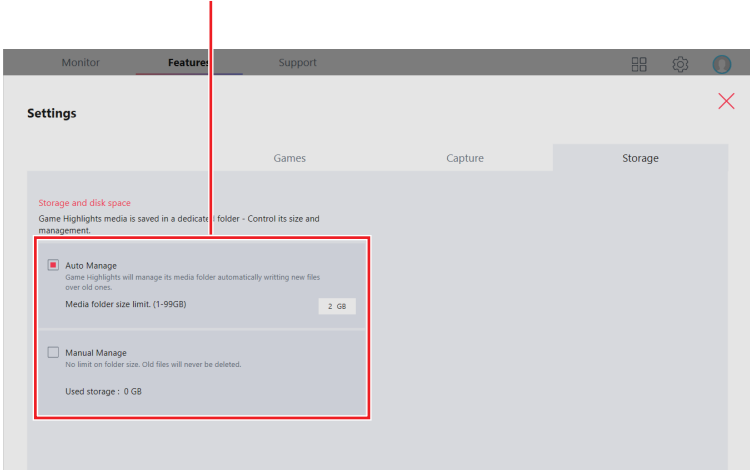 Monitor Features Support
Settings
Games Capture Storage
Storage and disk space
Game Highlights media is saved in a dedicated folder - Control its size and
management.
Auto Manage
Game Highlights will manage its media folder automatically writting new files
over old ones.
Media folder size limit. (1-99GB) 2 GB
Manual Manage
No limit on folder size. Old files will never be deleted.
Used storage : 0 GB